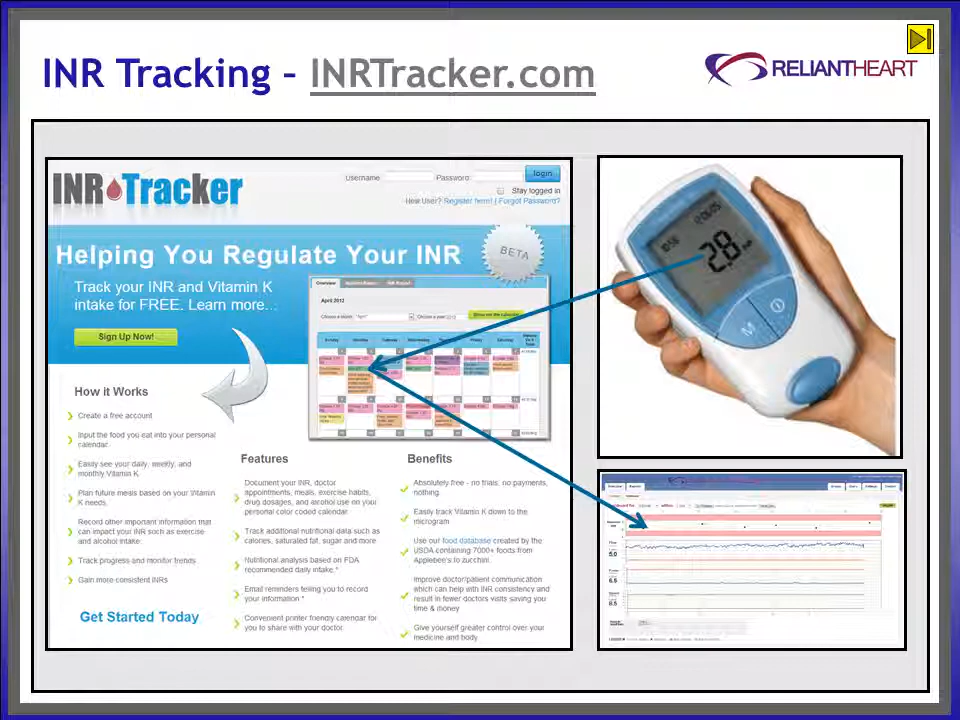 INR Tracking – INRTracker.com
RELIANTHEART
INR Tracker
Username
Password:
login
Stay logged in
New User? Register here! | Forgot Password?
Helping You Regulate Your INR
BETA
Track your INR and Vitamin K
intake for FREE. Learn more...
Sign Up Now!
April 2012
2.8
M
How it Works
Create a free account
Input the food you eat into your personal
calendar
Easily see your daily, weekly, and
monthly Vitamin K
Plan future meals based on your Vitamin
K needs
Record other important information that
can impact your INR such as exercise
and alcohol intake
Track progress and monitor trends
Gain more consistent INRs
Get Started Today
Features
Document your INR, doctor
appointments, meals, exercise habits,
drug dosages, and alcohol use on your
personal color coded calendar.
Track additional nutritional data such as
calories, saturated fat, sugar and more
Nutritional analysis based on FDA
recommended daily intake.*
Email reminders telling you to record
your information *
Convenient printer friendly calendar for
you to share with your doctor.
Benefits
Absolutely free - no trials, no payments,
nothing.
Easily track Vitamin K down to the
microgram
Use our food database created by the
USDA containing 7000+ foods from
Applebee's to zucchini.
Improve doctor/patient communication
which can help with INR consistency and
result in fewer doctors visits saving you
time & money
Give yourself greater control over your
medicine and body